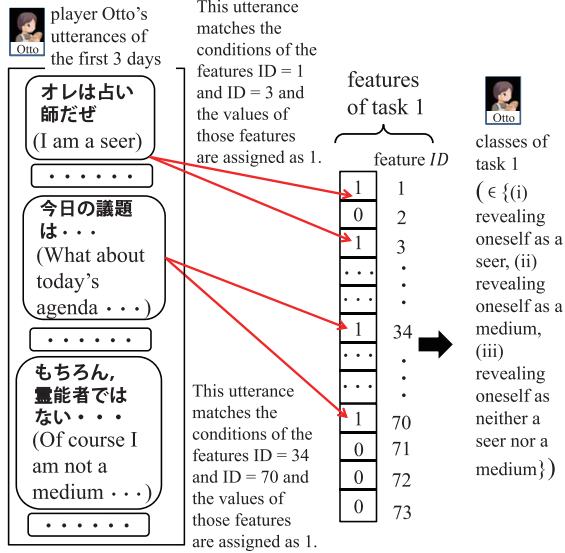 Otto
player Otto's
utterances of
the first 3 days
オレは占い
師だぜ
(I am a seer)
・・・・・・
今日の議題
は・・・
(What about
today's
agenda ・・・)
・・・・・・
もちろん,
霊能者では
ない・・・
(Of course I
am not a
medium ・・・)
・・・・・・
This utterance
matches the
conditions of the
features ID = 1
and ID = 3 and
the values of
those features
are assigned as 1.
This utterance
matches the
conditions of the
features ID = 34
and ID = 70 and
the values of
those features
are assigned as 1.
features
of task 1
feature ID
1 1
0 2
1 3
・・・ ・
・・・ ・
1 34
・・・ ・
・・・ ・
1 70
0 71
0 72
0 73
Otto
classes of
task 1
(∈{(i)
revealing
oneself as a
seer, (ii)
revealing
oneself as a
medium,
(iii)
revealing
oneself as
neither a
seer nor a
medium})